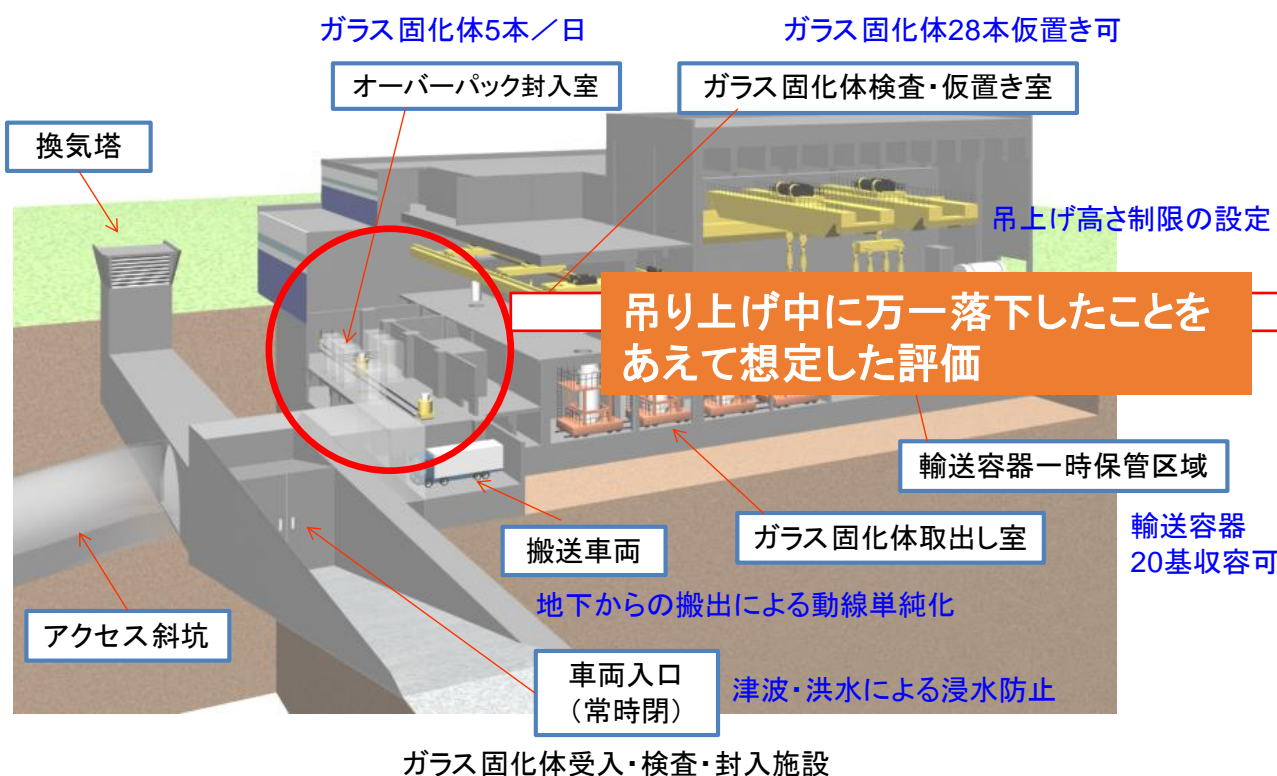 ガラス固化体5本／日
ガラス固化体28本仮置き可
オーバーパック封入室
ガラス固化体検査・仮置き室
換気塔
吊上げ高さ制限の設定
吊り上げ中に万一落下したことを
あえて想定した評価
輸送容器一時保管区域
搬送車両
ガラス固化体取出し室
輸送容器
20基収容可
地下からの搬出による動線単純化
アクセス斜坑
車両入口
（常時閉）
津波・洪水による浸水防止
ガラス固化体受入・検査・封入施設